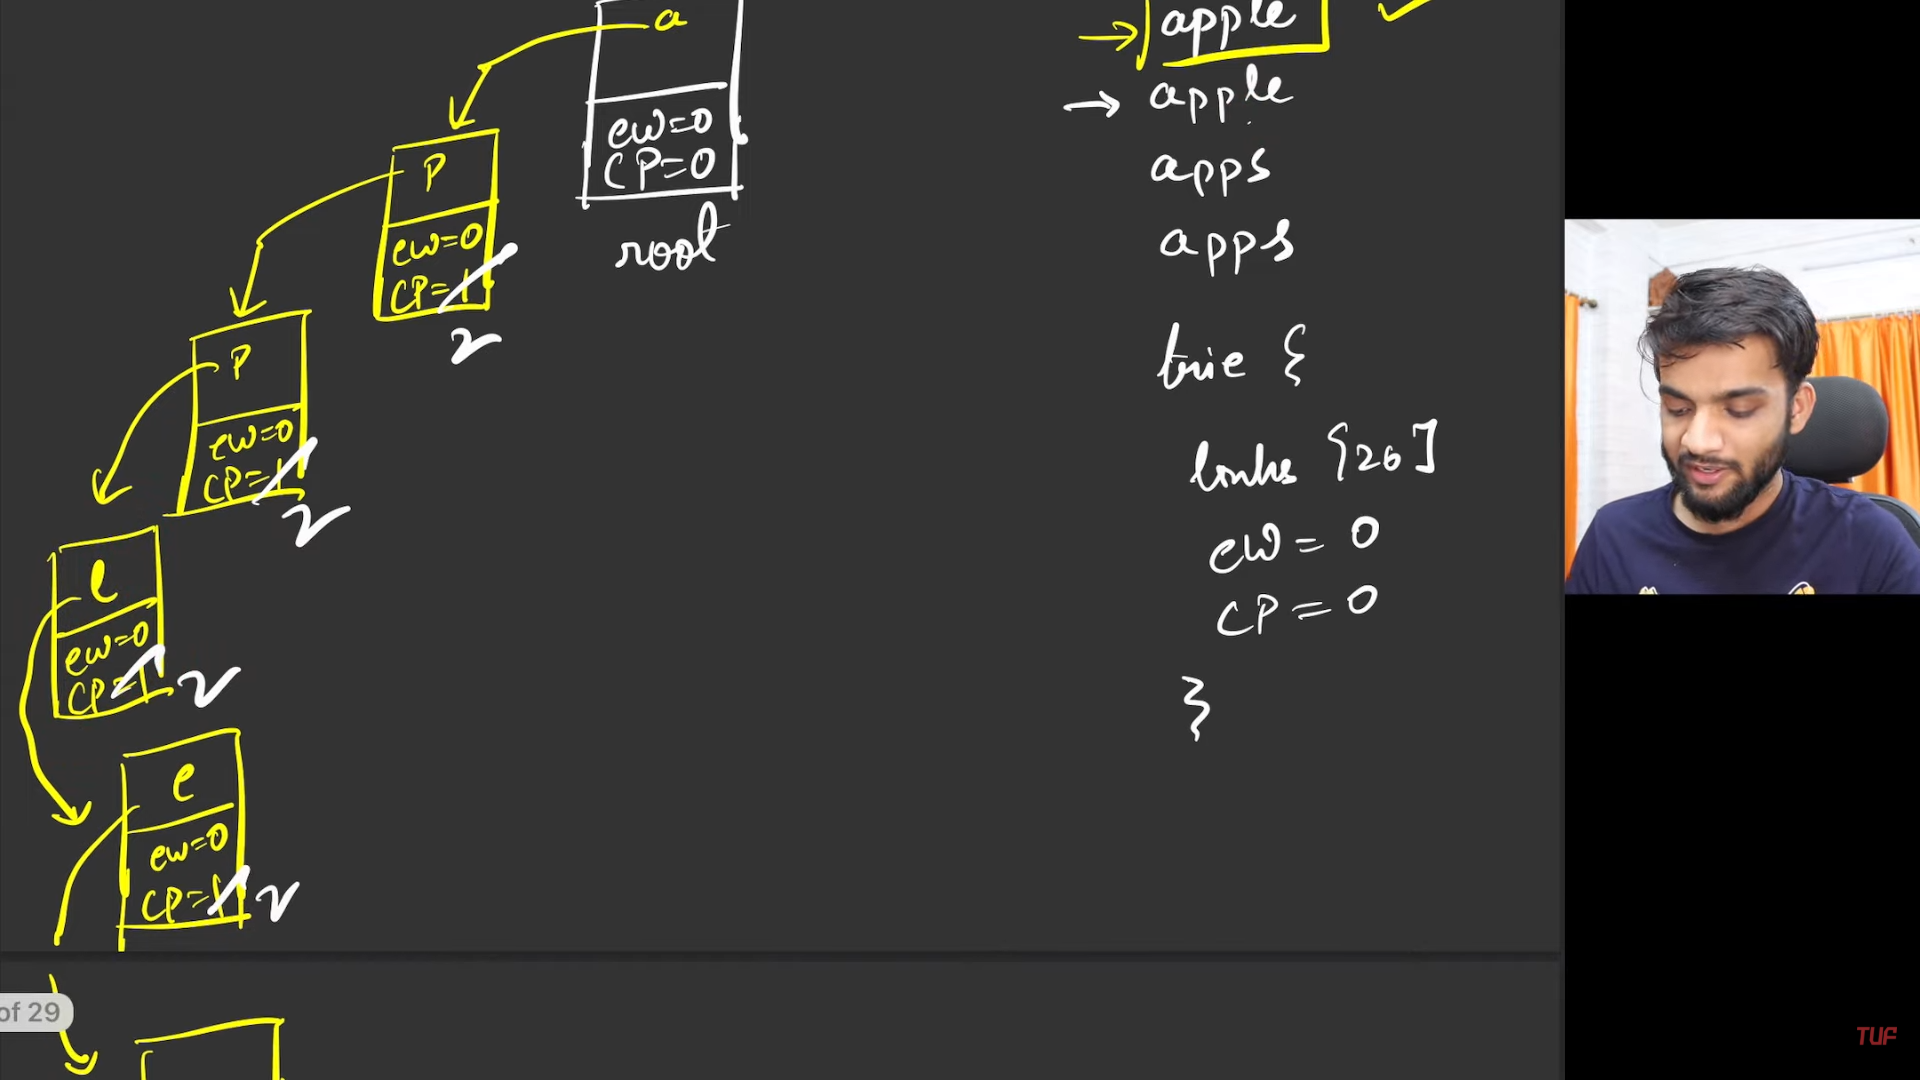 a
ew=0
CP=0
root
P
ew=0
CP=1
2
P
ew=0
CP=1
2
l
ew=0
CP=1
2
e
ew=0
CP=1
2
→ apple ✓
→ apple
apps
apps
trie {
links [26]
ew = 0
CP = 0
}
of 29
TUF